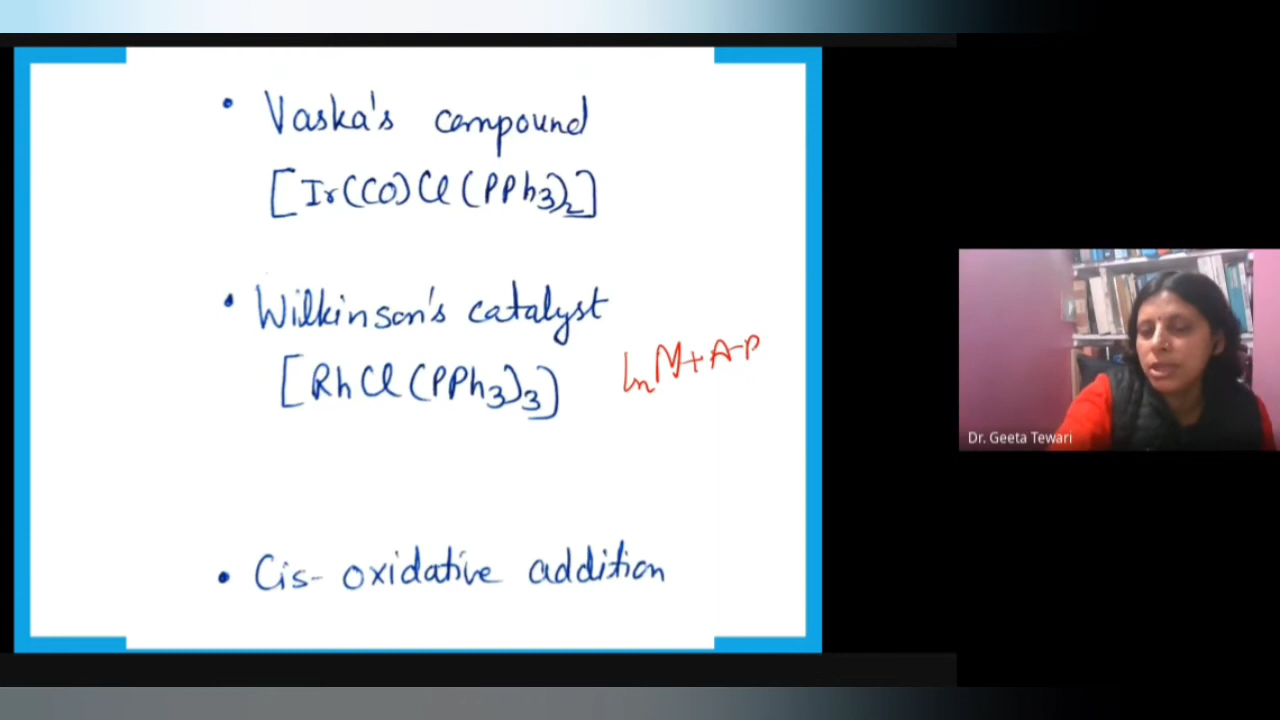 • Vaska's compound
[Ir(CO)Cl(PPh3)2]
• Wilkinson's catalyst
[RhCl(PPh3)3]
LnM+A-P
• Cis-oxidative addition
Dr. Geeta Tewari